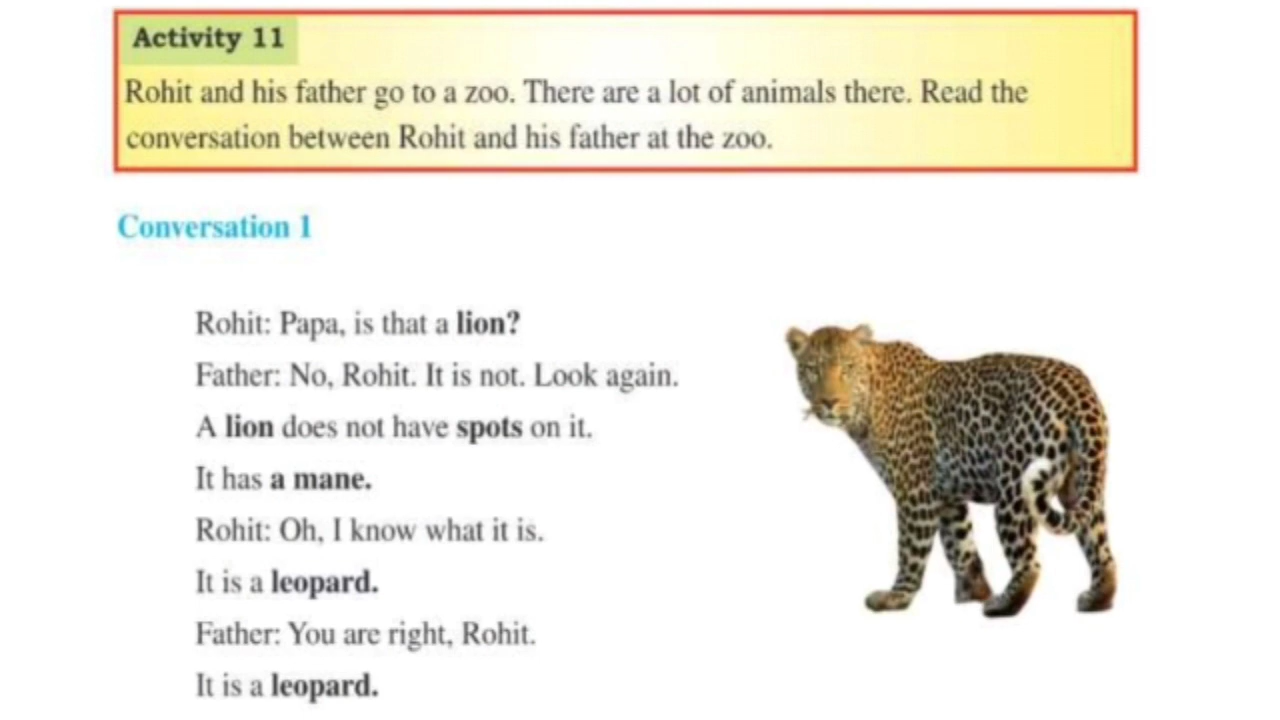 Activity 11
Rohit and his father go to a zoo. There are a lot of animals there. Read the
conversation between Rohit and his father at the zoo.
Conversation 1
Rohit: Papa, is that a lion?
Father: No, Rohit. It is not. Look again.
A lion does not have spots on it.
It has a mane.
Rohit: Oh, I know what it is.
It is a leopard.
Father: You are right, Rohit.
It is a leopard.